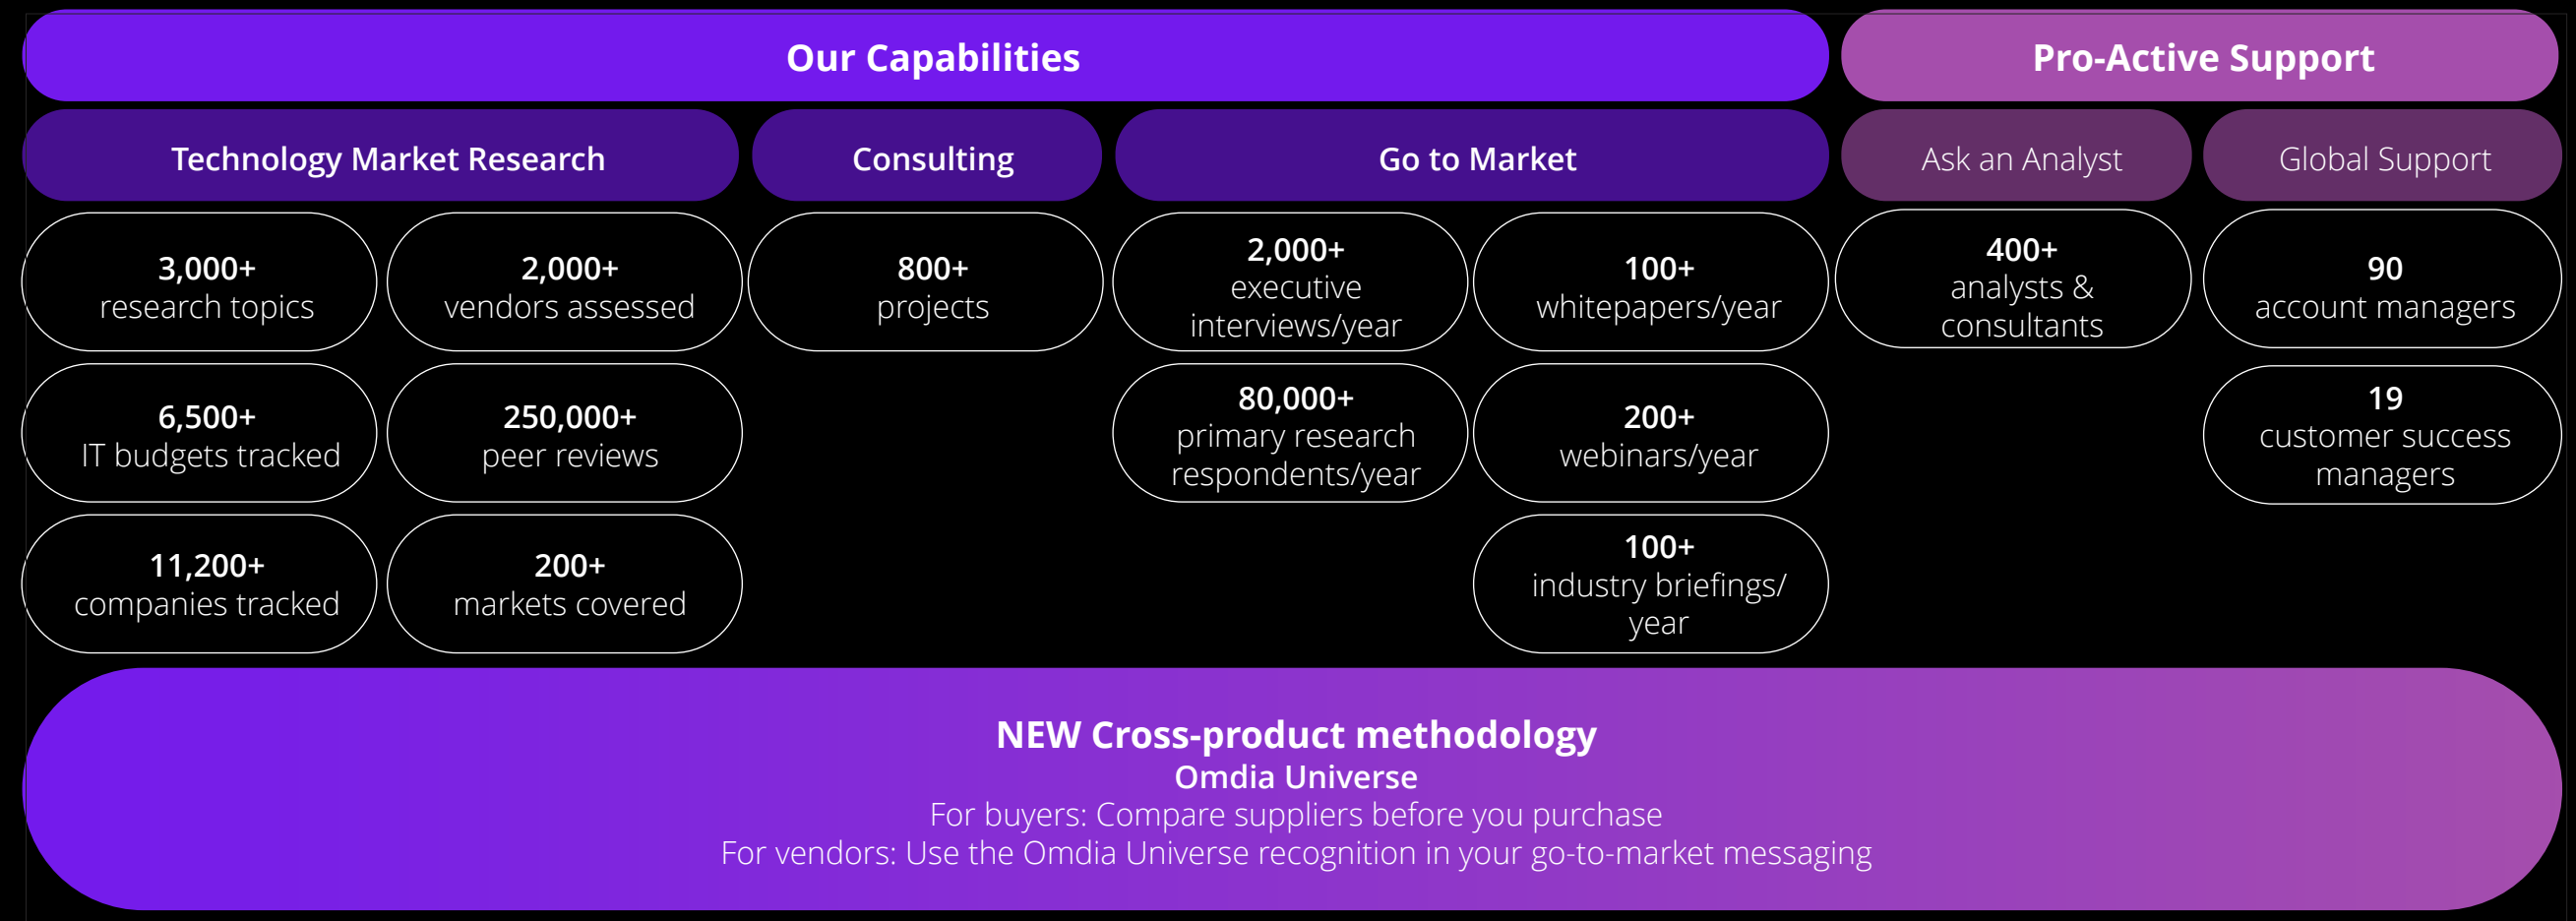 Our Capabilities
Pro-Active Support
Technology Market Research
Consulting
Go to Market
Ask an Analyst
Global Support
3,000+
research topics
2,000+
vendors assessed
800+
projects
2,000+
executive
interviews/year
100+
whitepapers/year
400+
analysts &
consultants
90
account managers
6,500+
IT budgets tracked
250,000+
peer reviews
80,000+
primary research
respondents/year
200+
webinars/year
19
customer success
managers
11,200+
companies tracked
200+
markets covered
100+
industry briefings/
year
NEW Cross-product methodology
Omdia Universe
For buyers: Compare suppliers before you purchase
For vendors: Use the Omdia Universe recognition in your go-to-market messaging